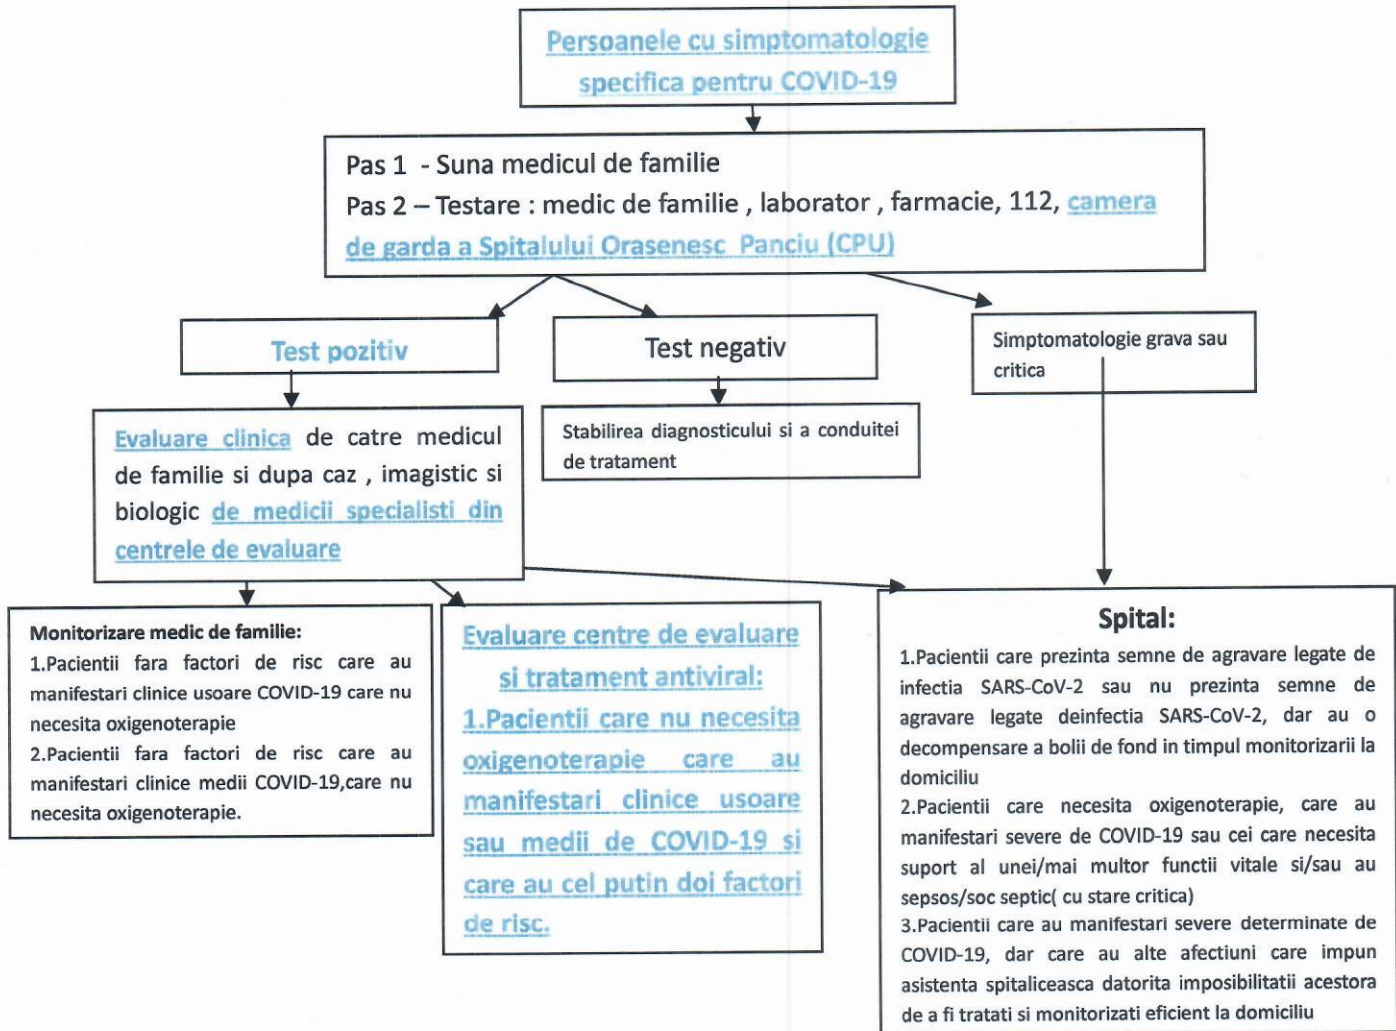 Persoanele cu simptomatologie
specifica pentru COVID-19
Pas 1 - Suna medicul de familie
Pas 2 – Testare : medic de familie , laborator , farmacie, 112, camera
de garda a Spitalului Orasenesc Panciu (CPU)
Test pozitiv
Test negativ
Simptomatologie grava sau
critica
Evaluare clinica de catre medicul
de familie si dupa caz , imagistic si
biologic de medicii specialisti din
centrele de evaluare
Stabilirea diagnosticului si a conduitei
de tratament
Monitorizare medic de familie:
1.Pacientii fara factori de risc care au
manifestari clinice usoare COVID-19 care nu
necesita oxigenoterapie
2.Pacientii fara factori de risc care au
manifestari clinice medii COVID-19,care nu
necesita oxigenoterapie.
Evaluare centre de evaluare
si tratament antiviral:
1.Pacientii care nu necesita
oxigenoterapie care au
manifestari clinice usoare
sau medii de COVID-19 si
care au cel putin doi factori
de risc.
Spital:
1.Pacientii care prezinta semne de agravare legate de
infectia SARS-CoV-2 sau nu prezinta semne de
agravare legate deinfectia SARS-CoV-2, dar au o
decompensare a bolii de fond in timpul monitorizarii la
domiciliu
2.Pacientii care necesita oxigenoterapie, care au
manifestari severe de COVID-19 sau cei care necesita
suport al unei/mai multor functii vitale si/sau au
sepsos/soc septic( cu stare critica)
3.Pacientii care au manifestari severe determinate de
COVID-19, dar care au alte afectiuni care impun
asistenta spitaliceasca datorita imposibilitatii acestora
de a fi tratati si monitorizati eficient la domiciliu